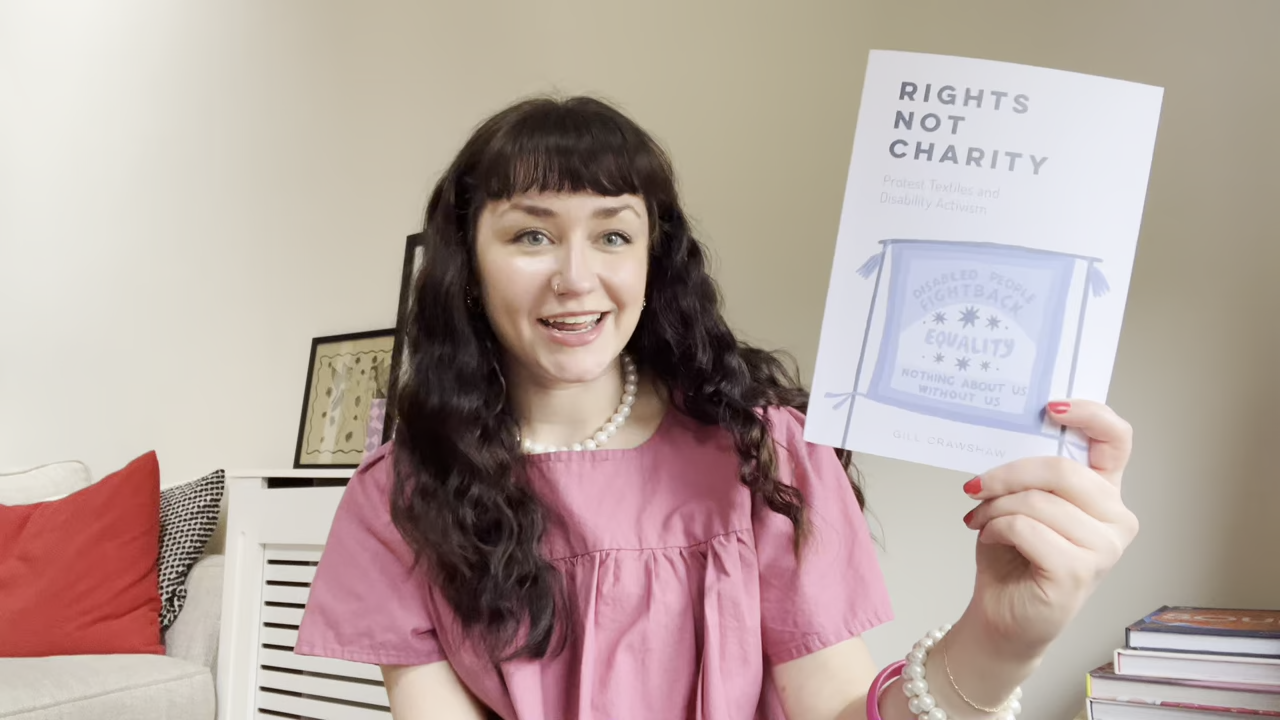 RIGHTS
NOT
CHARITY
Protest Textiles and
Disability Activism
DISABLED PEOPLE
FIGHTBACK
EQUALITY
NOTHING ABOUT US
WITHOUT US
GILL CRAWSHAW